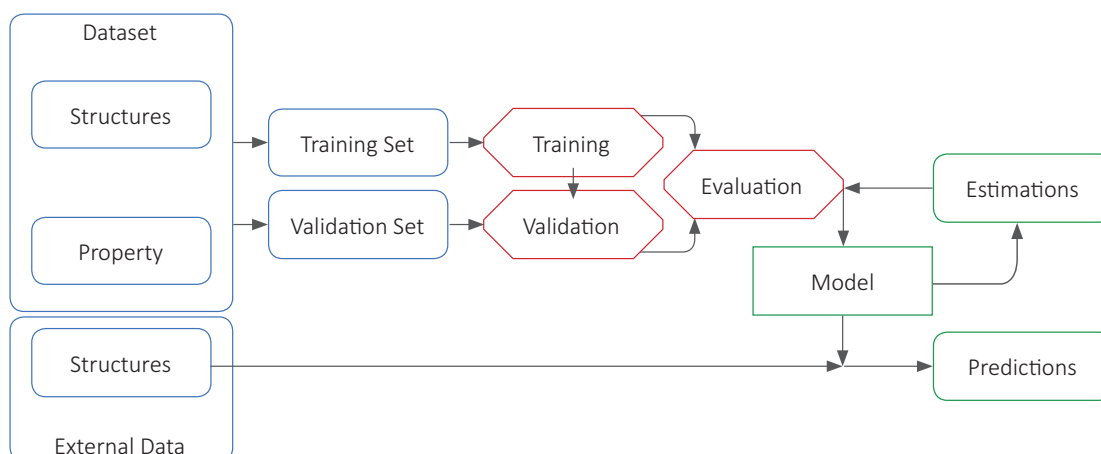 Dataset
Structures
Property
Training Set
Validation Set
Training
Validation
Evaluation
Estimations
Model
Structures
Predictions
External Data